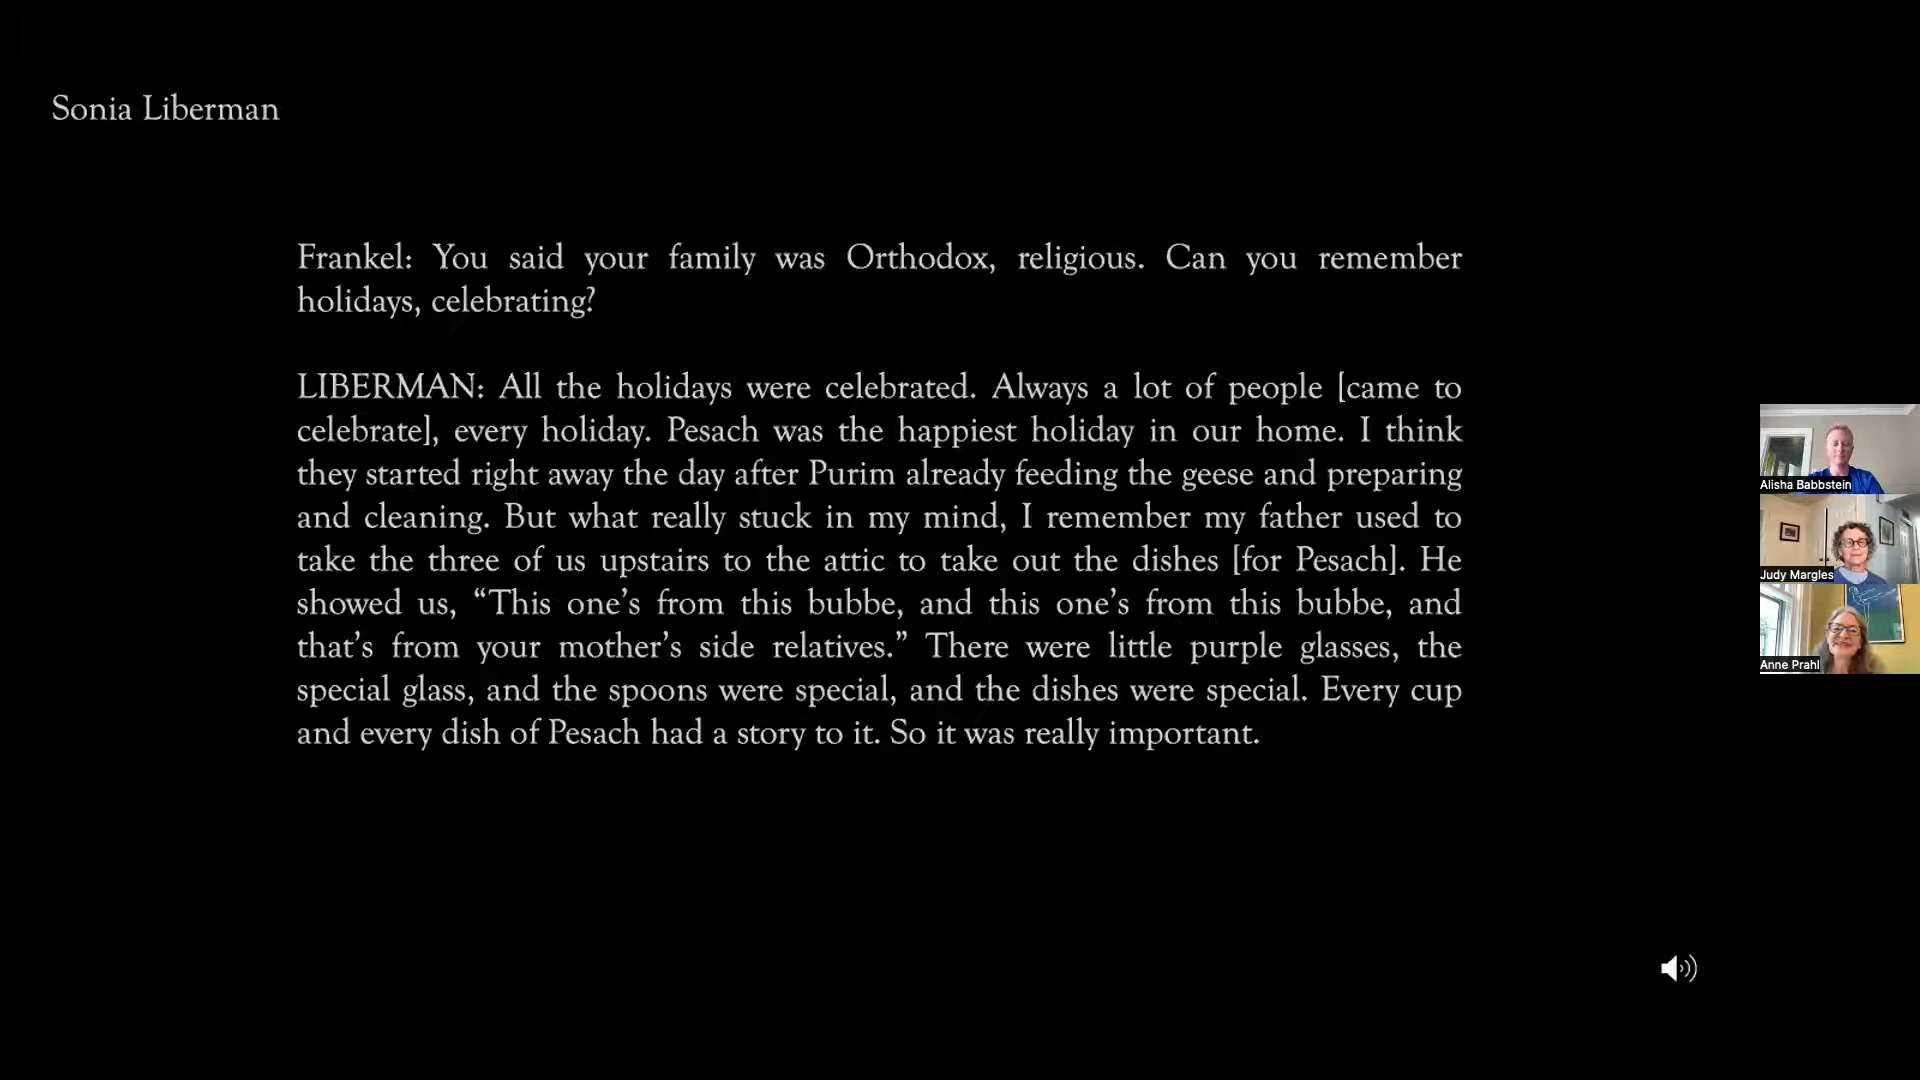 Sonia Liberman
Frankel: You said your family was Orthodox, religious. Can you remember
holidays, celebrating?
LIBERMAN: All the holidays were celebrated. Always a lot of people [came to
celebrate], every holiday. Pesach was the happiest holiday in our home. I think
they started right away the day after Purim already feeding the geese and preparing
and cleaning. But what really stuck in my mind, I remember my father used to
take the three of us upstairs to the attic to take out the dishes [for Pesach]. He
showed us, “This one’s from this bubbe, and this one’s from this bubbe, and
that’s from your mother’s side relatives.” There were little purple glasses, the
special glass, and the spoons were special, and the dishes were special. Every cup
and every dish of Pesach had a story to it. So it was really important.
Alisha Babbstein
Judy Margles
Anne Prahl